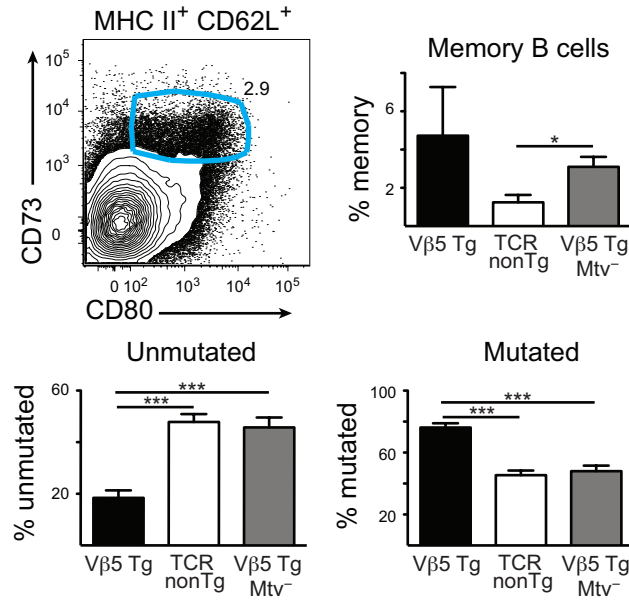 MHC II⁺ CD62L⁺
10⁵
10⁴
10³
0
2.9
CD73
0 10² 10³ 10⁴ 10⁵
CD80
Memory B cells
6
2
% memory
*
Vβ5 Tg TCR nonTg Vβ5 Tg Mtv⁻
Unmutated
60
20
% unmutated
***
***
Vβ5 Tg TCR nonTg Vβ5 Tg Mtv⁻
Mutated
100
60
20
% mutated
***
***
Vβ5 Tg TCR nonTg Vβ5 Tg Mtv⁻